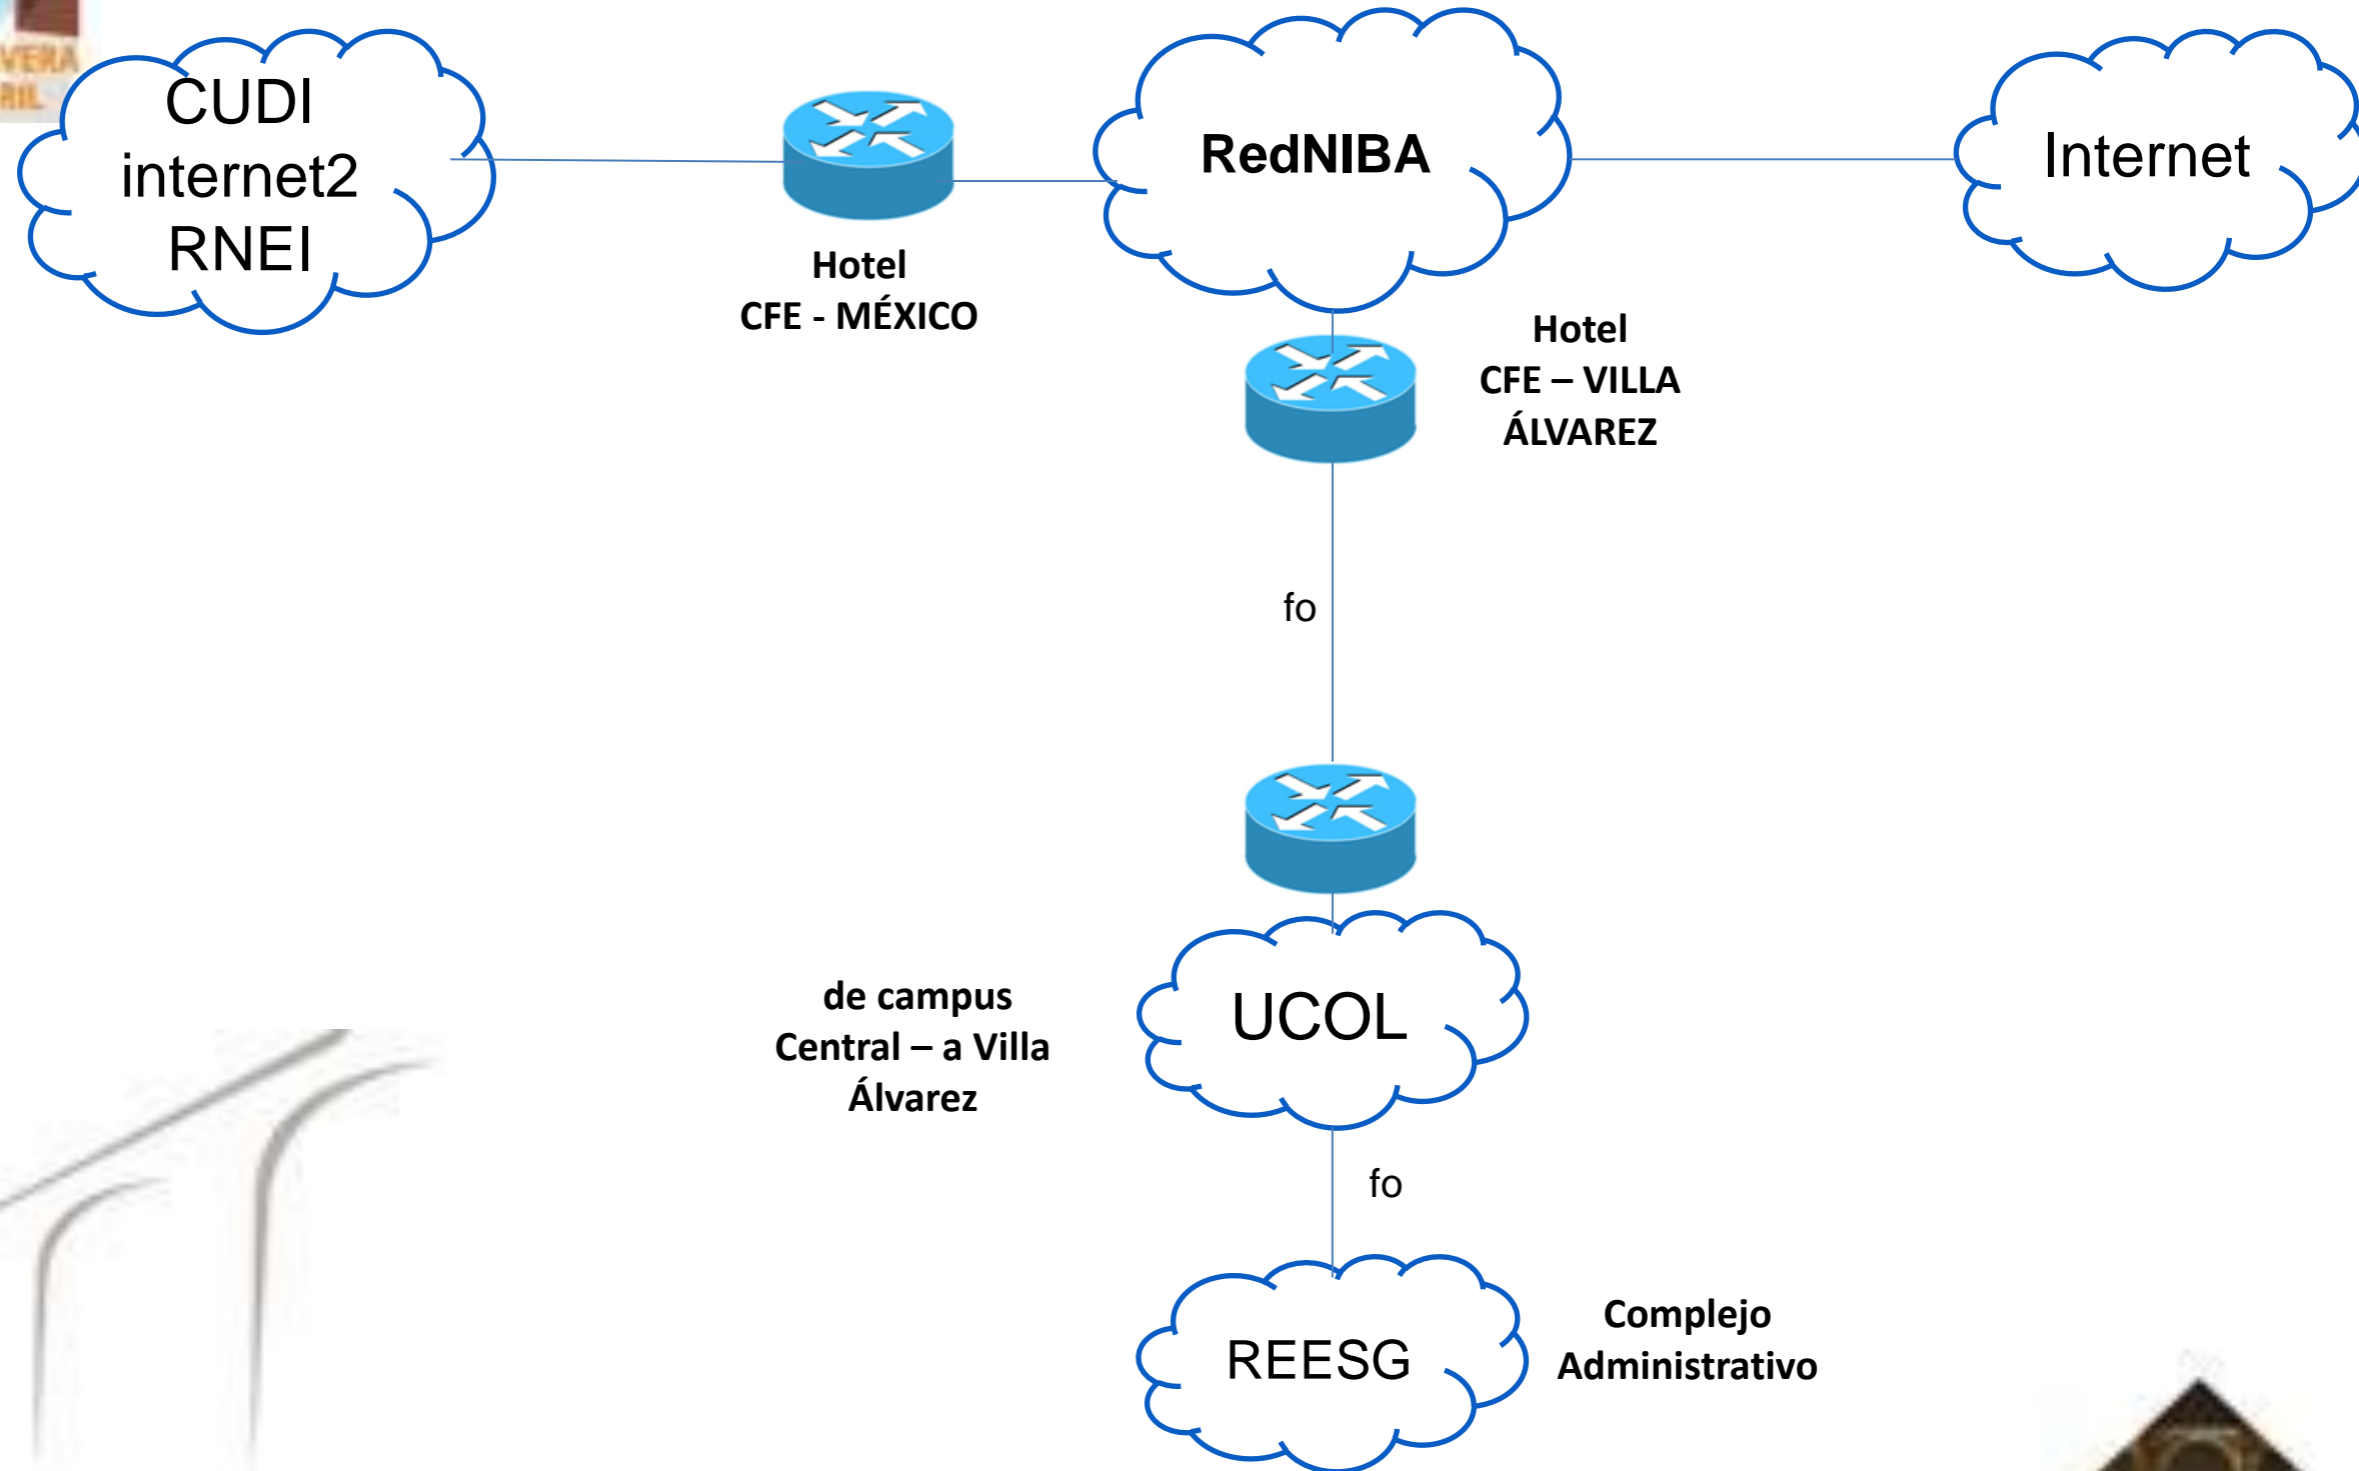 CUDI
internet2
RNEI
RedNIBA
Internet
Hotel
CFE - MÉXICO
Hotel
CFE – VILLA
ÁLVAREZ
fo
de campus
Central – a Villa
Álvarez
UCOL
fo
REESG
Complejo
Administrativo